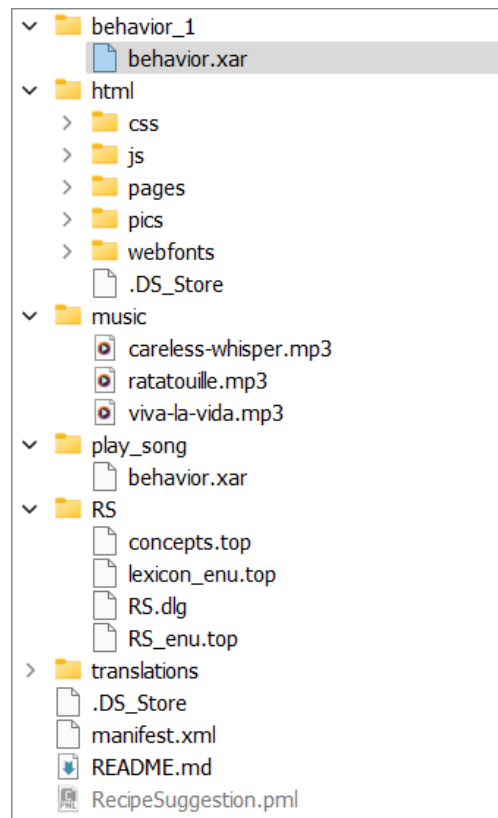 behavior_1
behavior.xar
html
css
js
pages
pics
webfonts
.DS_Store
music
careless-whisper.mp3
ratatouille.mp3
viva-la-vida.mp3
play_song
behavior.xar
RS
concepts.top
lexicon_enu.top
RS.dlg
RS_enu.top
translations
.DS_Store
manifest.xml
README.md
RecipeSuggestion.pml